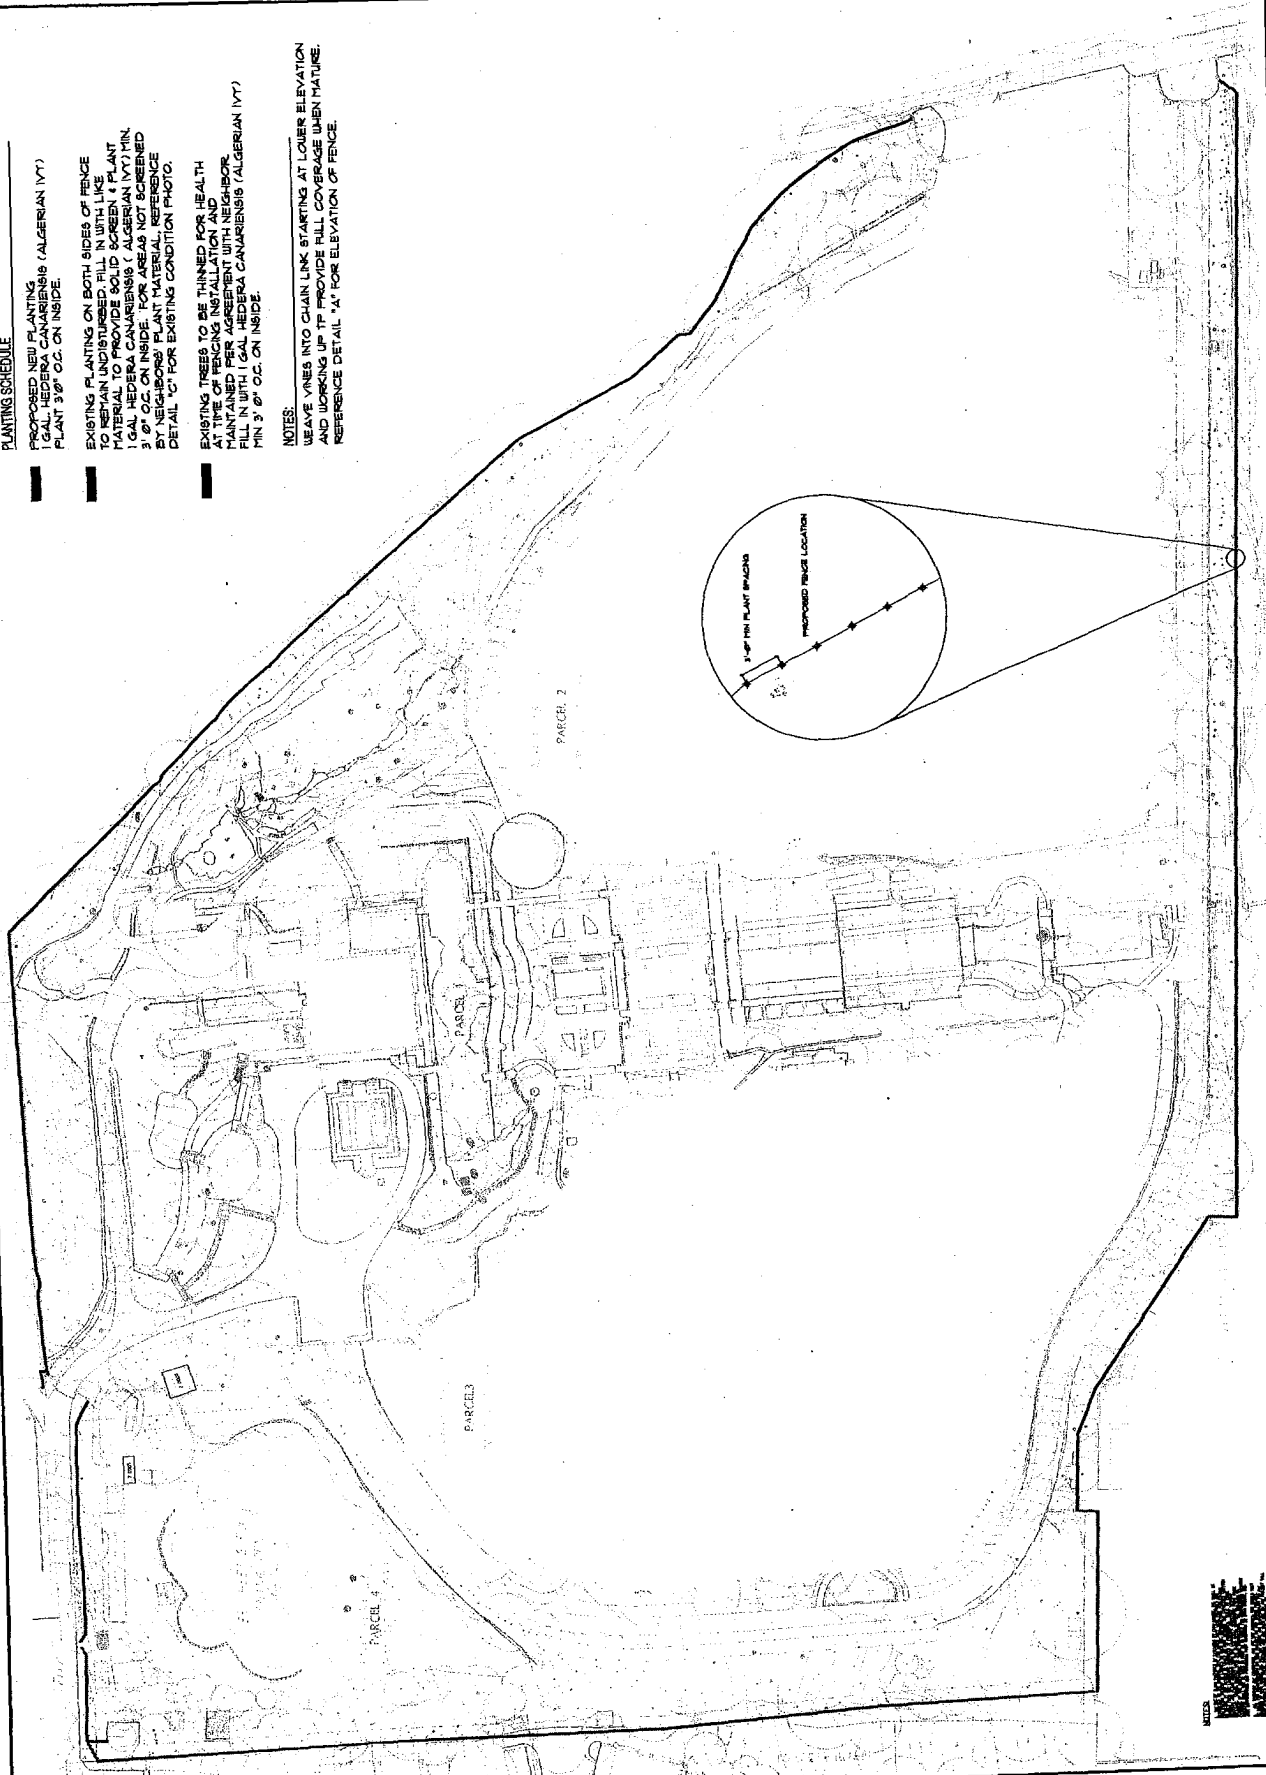 PLANTING SCHEDULE
PROPOSED NEW PLANTING
1 GAL. HEDERA CANARIENSIS (ALGERIAN IVY)
PLANT 3'0" O.C. ON INSIDE.
EXISTING PLANTING ON BOTH SIDES OF FENCE
TO REMAIN UNDISTURBED. FILL IN WITH LIKE
MATERIAL TO PROVIDE SOLID SCREEN & PLANT
1 GAL HEDERA CANARIENSIS ( ALGERIAN IVY) MIN.
3' 0" O.C. ON INSIDE. FOR AREAS NOT SCREENED
BY NEIGHBORS' PLANT MATERIAL. REFERENCE
DETAIL "C" FOR EXISTING CONDITION PHOTO.
EXISTING TREES TO BE THINNED FOR HEALTH
AT TIME OF FENCING INSTALLATION AND
MAINTAINED PER AGREEMENT WITH NEIGHBOR.
FILL IN WITH 1 GAL HEDERA CANARIENSIS (ALGERIAN IVY)
MIN 3' 0" O.C. ON INSIDE.
NOTES:
WEAVE VINES INTO CHAIN LINK STARTING AT LOWER ELEVATION
AND WORKING UP TP PROVIDE FULL COVERAGE WHEN MATURE.
REFERENCE DETAIL "A" FOR ELEVATION OF FENCE.
3'-0" MIN PLANT SPACING
PROPOSED FENCE LOCATION
PARCEL 2
PARCEL
PARCEL3
PARCEL 4
NOTES: